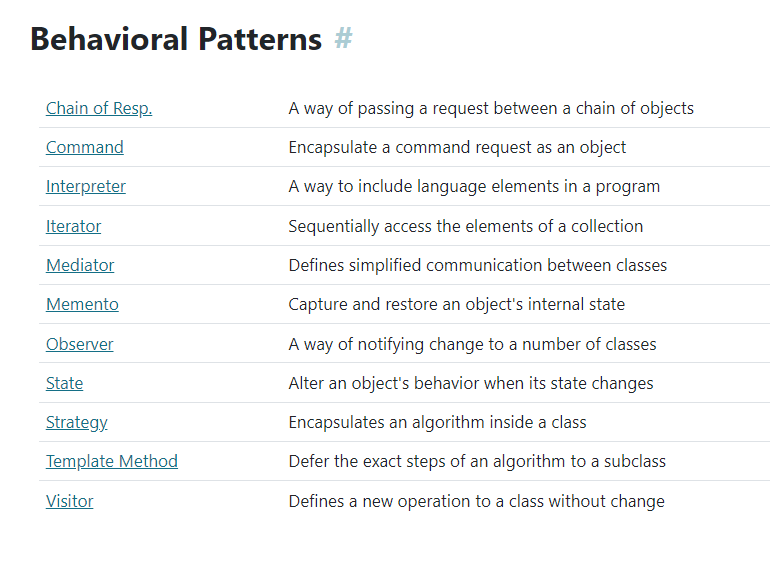 Behavioral Patterns #
Chain of Resp. A way of passing a request between a chain of objects
Command Encapsulate a command request as an object
Interpreter A way to include language elements in a program
Iterator Sequentially access the elements of a collection
Mediator Defines simplified communication between classes
Memento Capture and restore an object's internal state
Observer A way of notifying change to a number of classes
State Alter an object's behavior when its state changes
Strategy Encapsulates an algorithm inside a class
Template Method Defer the exact steps of an algorithm to a subclass
Visitor Defines a new operation to a class without change